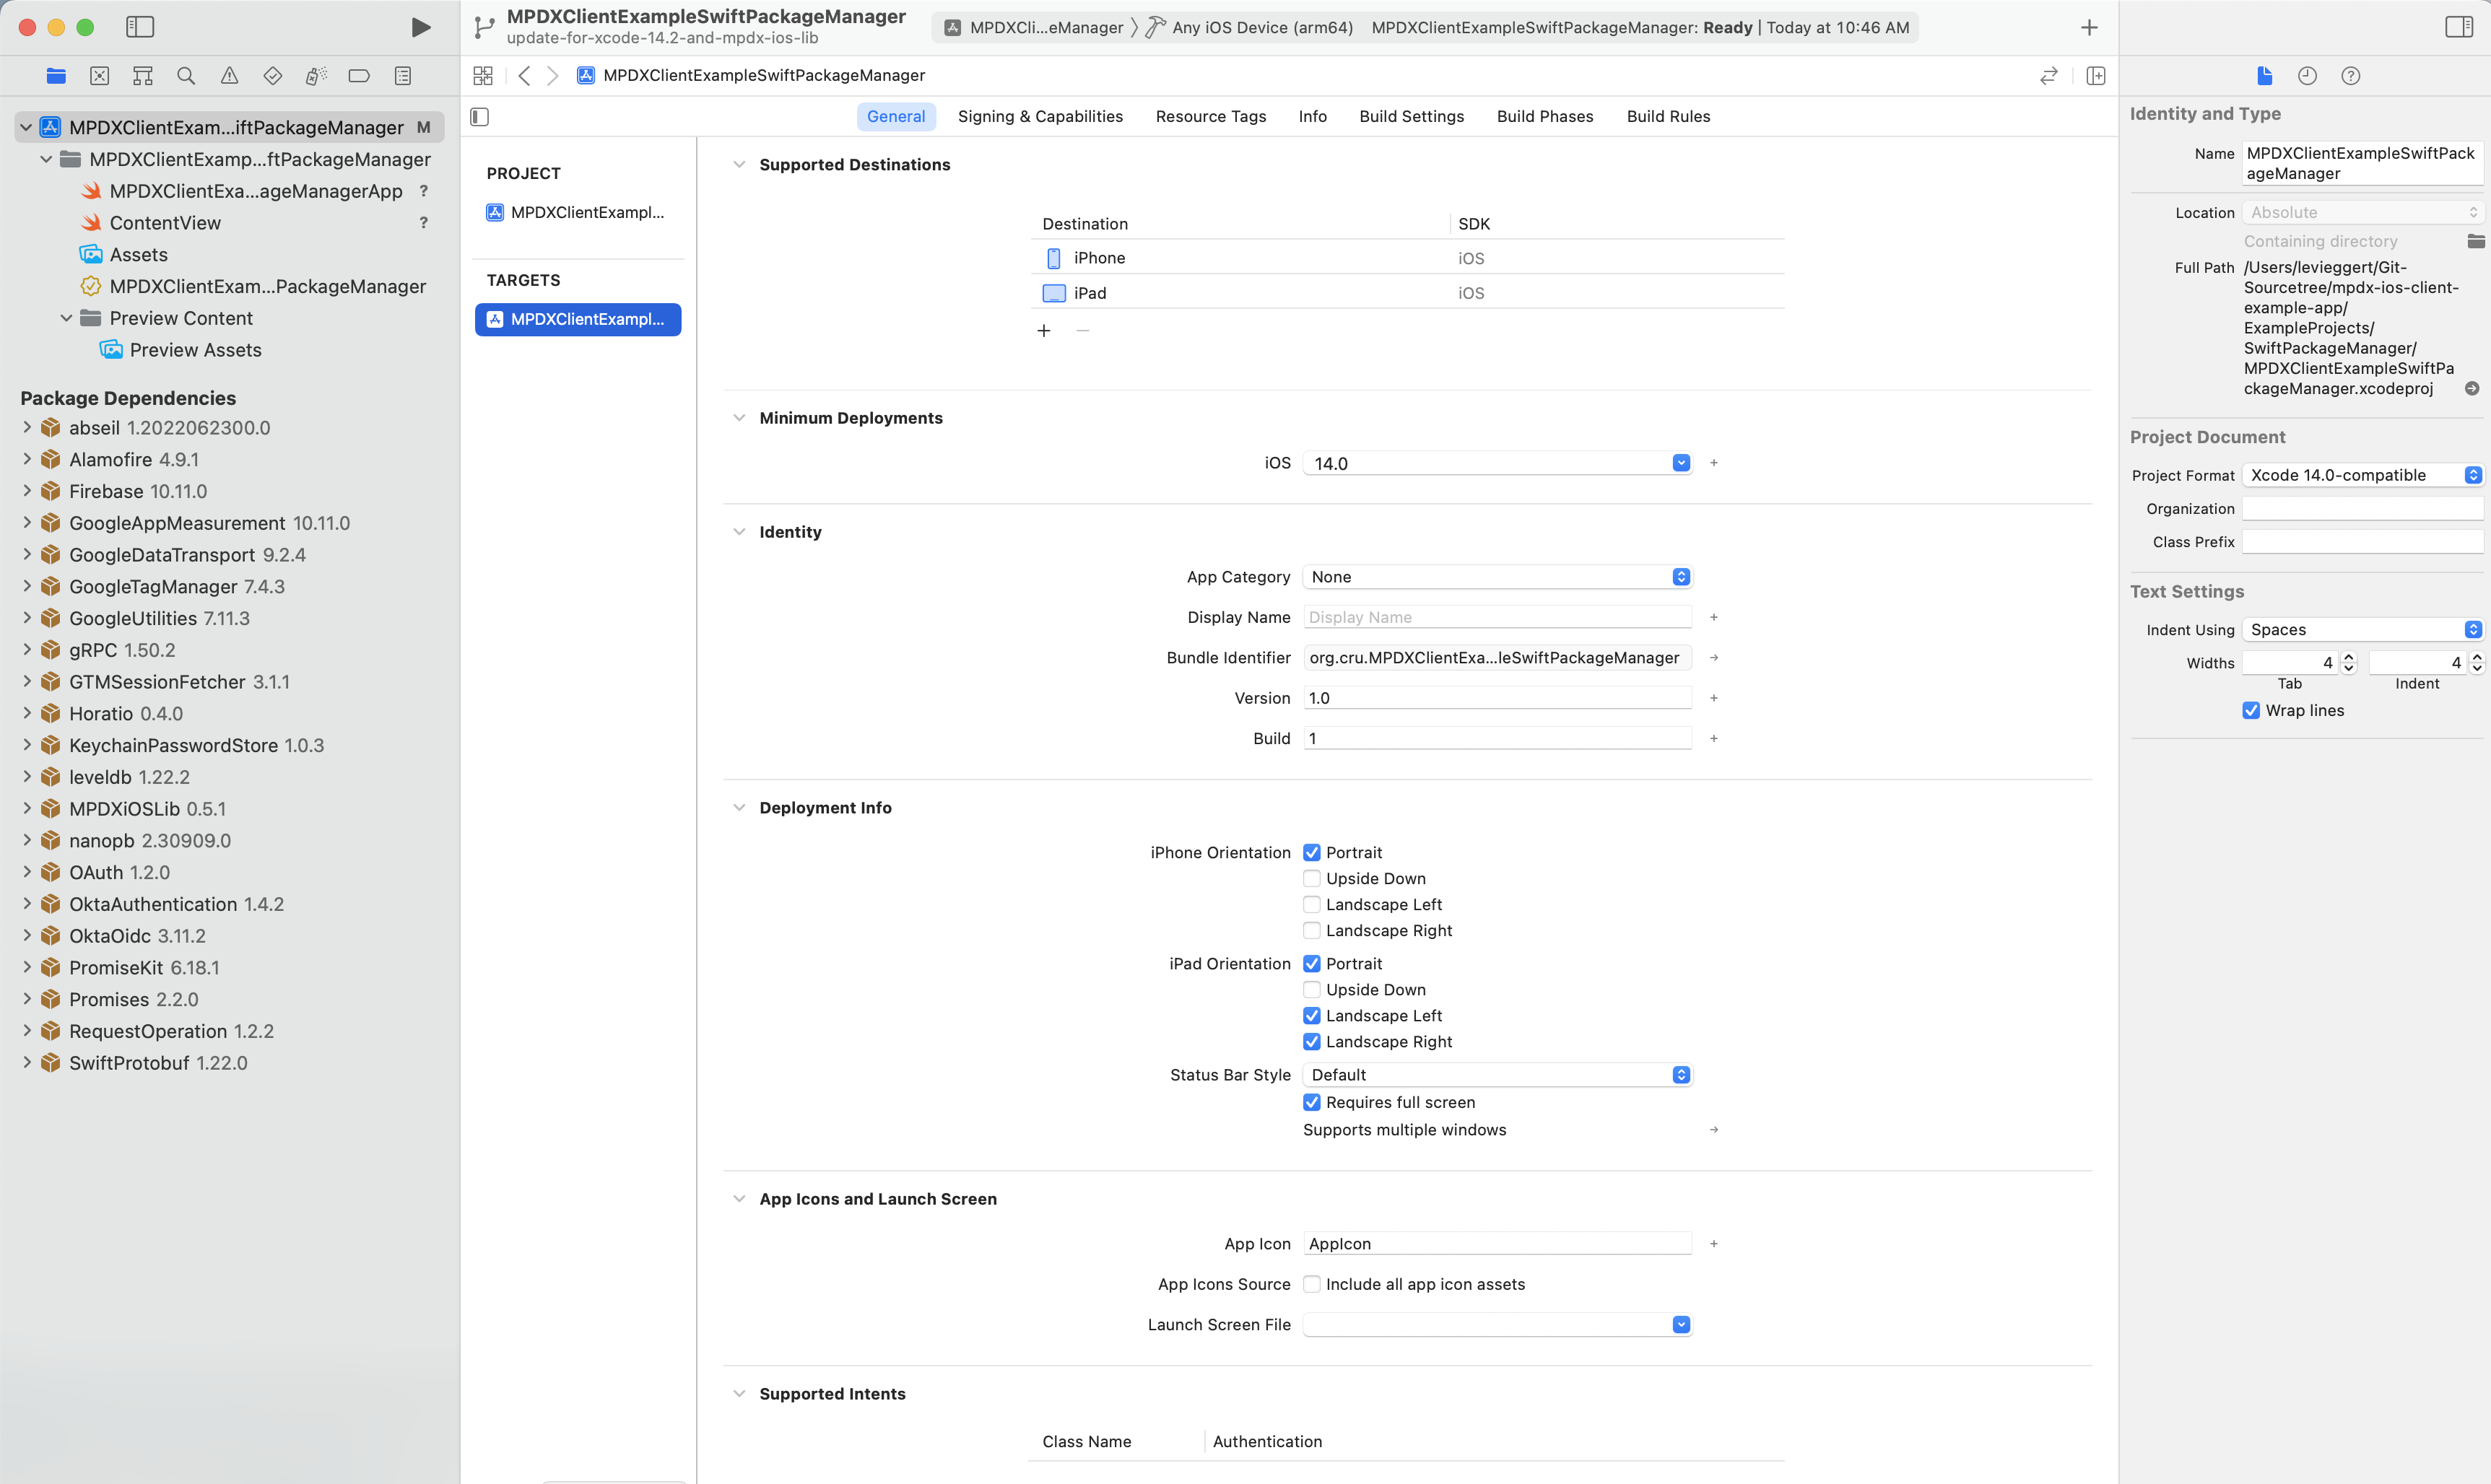 MPDXClientExampleSwiftPackageManager
update-for-xcode-14.2-and-mpdx-ios-lib
MPDXCli...eManager
Any iOS Device (arm64)
MPDXClientExampleSwiftPackageManager: Ready | Today at 10:46 AM
MPDXClientExampleSwiftPackageManager
MPDXClientExam...iftPackageManager M
MPDXClientExamp...ftPackageManager
MPDXClientExa...ageManagerApp ?
ContentView ?
Assets
MPDXClientExam...PackageManager
Preview Content
Preview Assets
Package Dependencies
abseil 1.2022062300.0
Alamofire 4.9.1
Firebase 10.11.0
GoogleAppMeasurement 10.11.0
GoogleDataTransport 9.2.4
GoogleTagManager 7.4.3
GoogleUtilities 7.11.3
gRPC 1.50.2
GTMSessionFetcher 3.1.1
Horatio 0.4.0
KeychainPasswordStore 1.0.3
leveldb 1.22.2
MPDXiOSLib 0.5.1
nanopb 2.30909.0
OAuth 1.2.0
OktaAuthentication 1.4.2
OktaOidc 3.11.2
PromiseKit 6.18.1
Promises 2.2.0
RequestOperation 1.2.2
SwiftProtobuf 1.22.0
General Signing & Capabilities Resource Tags Info Build Settings Build Phases Build Rules
PROJECT
MPDXClientExampl...
TARGETS
MPDXClientExampl...
Supported Destinations
Destination SDK
iPhone iOS
iPad iOS
Minimum Deployments
iOS 14.0
Identity
App Category None
Display Name Display Name
Bundle Identifier org.cru.MPDXClientExa...leSwiftPackageManager
Version 1.0
Build 1
Deployment Info
iPhone Orientation Portrait
Upside Down
Landscape Left
Landscape Right
iPad Orientation Portrait
Upside Down
Landscape Left
Landscape Right
Status Bar Style Default
Requires full screen
Supports multiple windows
App Icons and Launch Screen
App Icon AppIcon
App Icons Source Include all app icon assets
Launch Screen File
Supported Intents
Class Name Authentication
Identity and Type
Name MPDXClientExampleSwiftPack
ageManager
Location Absolute
Containing directory
Full Path /Users/levieggert/Git-
Sourcetree/mpdx-ios-client-
example-app/
ExampleProjects/
SwiftPackageManager/
MPDXClientExampleSwiftPa
ckageManager.xcodeproj
Project Document
Project Format Xcode 14.0-compatible
Organization
Class Prefix
Text Settings
Indent Using Spaces
Widths 4 4
Tab Indent
Wrap lines